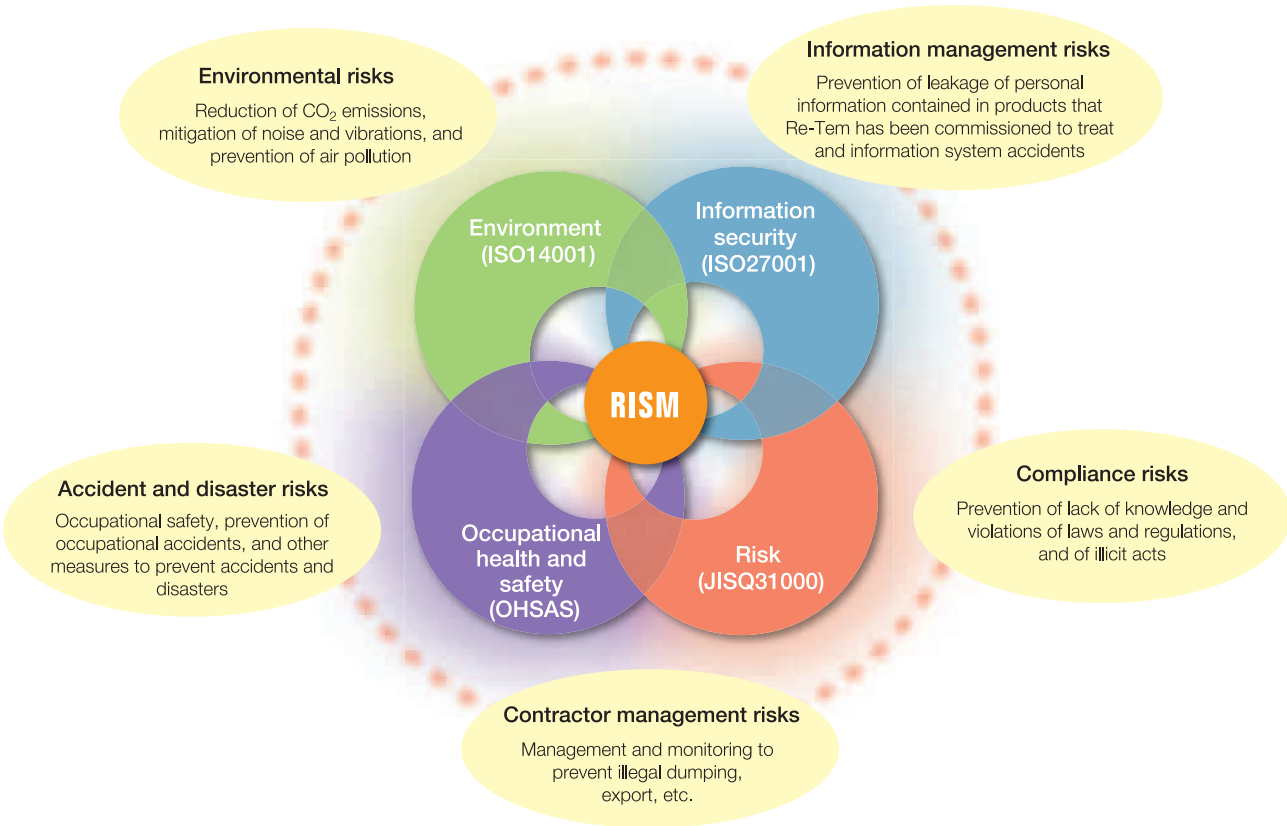 Environmental risks
Reduction of CO₂ emissions,
mitigation of noise and vibrations, and
prevention of air pollution
Information management risks
Prevention of leakage of personal
information contained in products that
Re-Tem has been commissioned to treat
and information system accidents
Environment
(ISO14001)
Information
security
(ISO27001)
RISM
Occupational
health and
safety
(OHSAS)
Risk
(JISQ31000)
Accident and disaster risks
Occupational safety, prevention of
occupational accidents, and other
measures to prevent accidents and
disasters
Compliance risks
Prevention of lack of knowledge and
violations of laws and regulations,
and of illicit acts
Contractor management risks
Management and monitoring to
prevent illegal dumping,
export, etc.